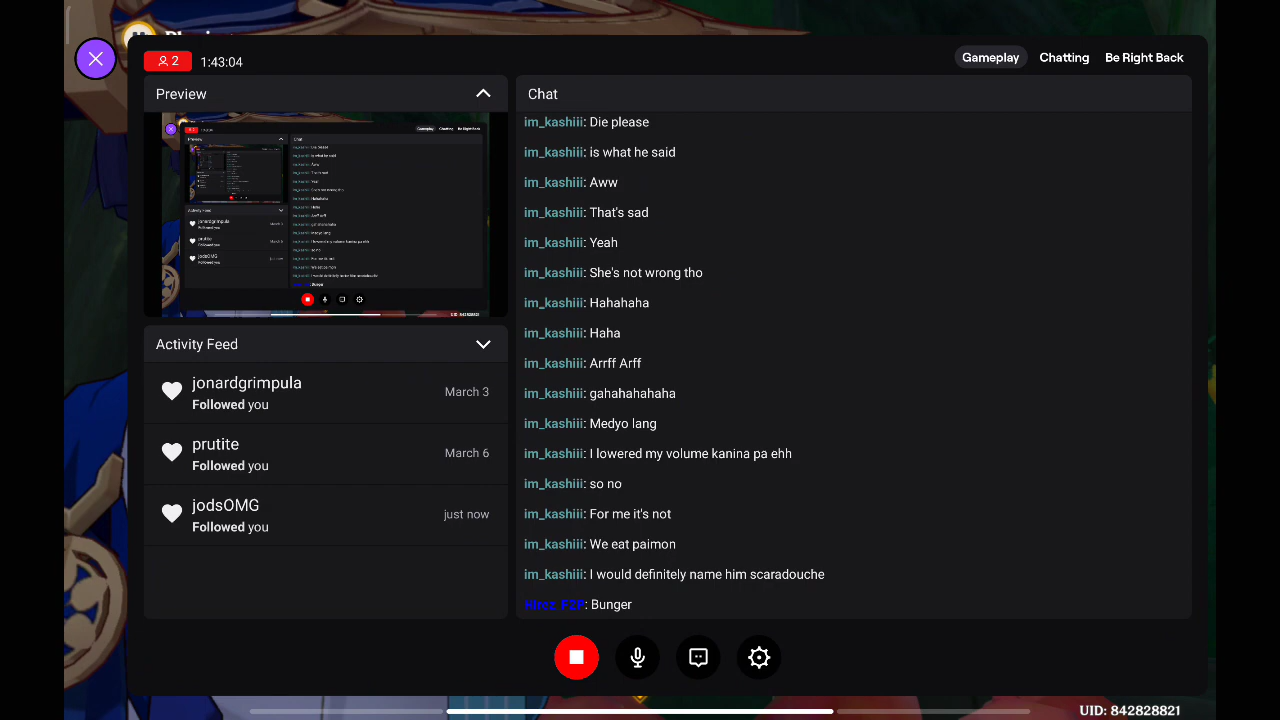 2
1:43:04
Gameplay
Chatting
Be Right Back
Preview
Activity Feed
jonardgrimpula
Followed you
March 3
prutite
Followed you
March 6
jodsOMG
Followed you
just now
Chat
im_kashiii: Die please
im_kashiii: is what he said
im_kashiii: Aww
im_kashiii: That's sad
im_kashiii: Yeah
im_kashiii: She's not wrong tho
im_kashiii: Hahahaha
im_kashiii: Haha
im_kashiii: Arrff Arff
im_kashiii: gahahahahaha
im_kashiii: Medyo lang
im_kashiii: I lowered my volume kanina pa ehh
im_kashiii: so no
im_kashiii: For me it's not
im_kashiii: We eat paimon
im_kashiii: I would definitely name him scaradouche
: Bunger
UID: 842828821